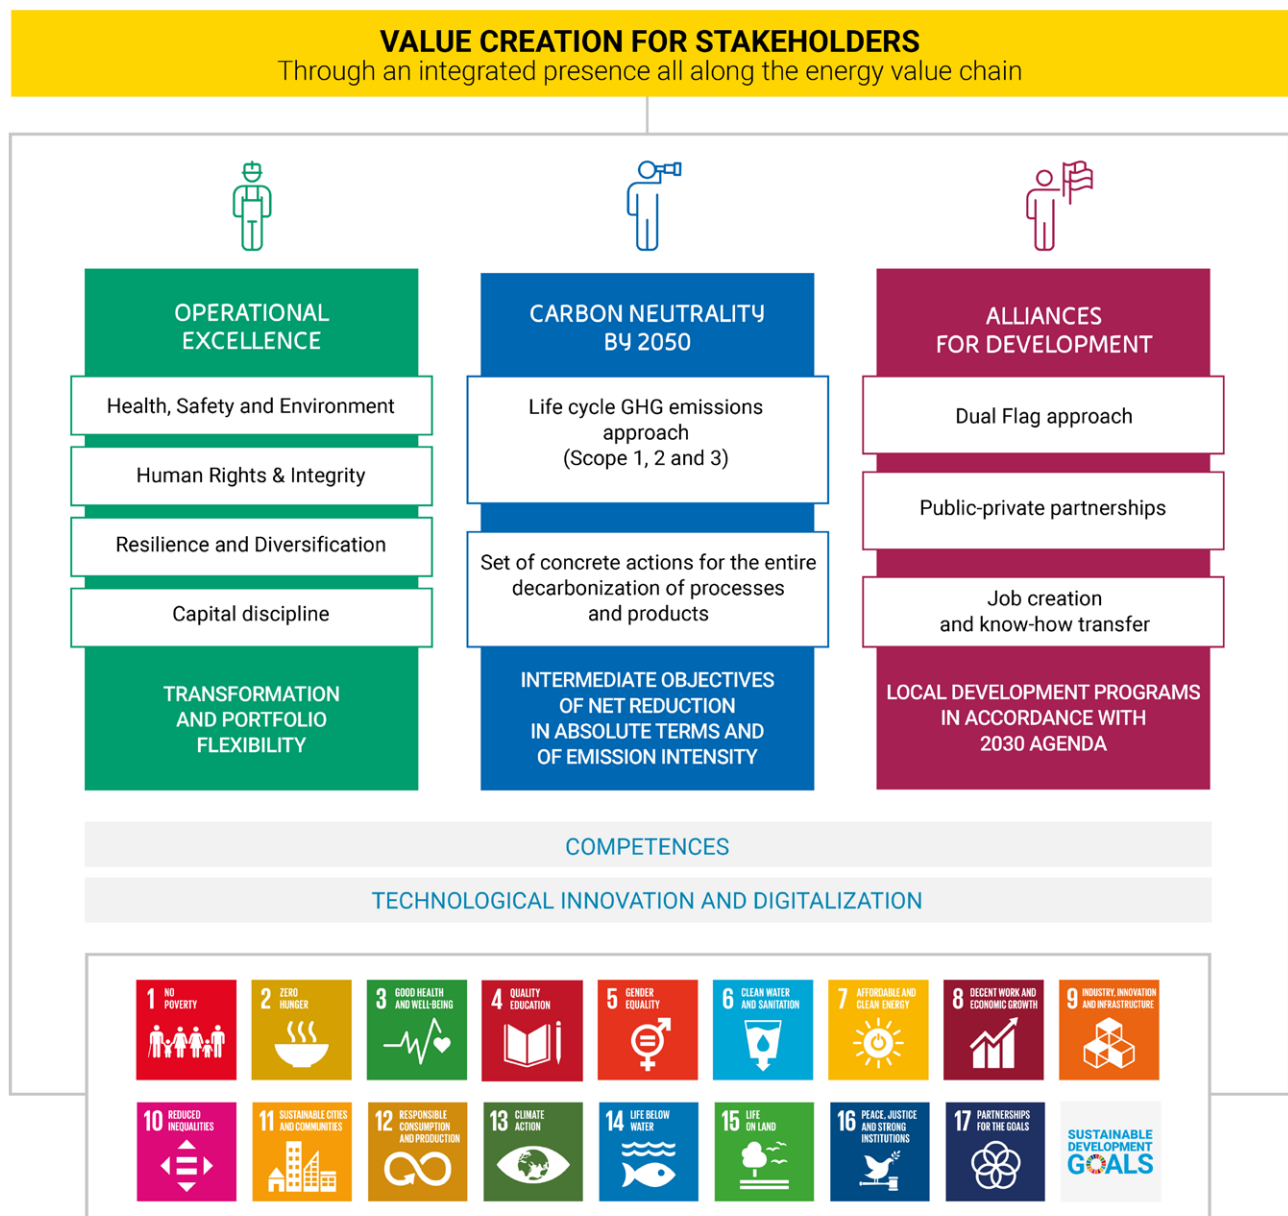 VALUE CREATION FOR STAKEHOLDERS
Through an integrated presence all along the energy value chain
OPERATIONAL
EXCELLENCE
Health, Safety and Environment
Human Rights & Integrity
Resilience and Diversification
Capital discipline
TRANSFORMATION
AND PORTFOLIO
FLEXIBILITY
CARBON NEUTRALITY
BY 2050
Life cycle GHG emissions
approach
(Scope 1, 2 and 3)
Set of concrete actions for the entire
decarbonization of processes
and products
INTERMEDIATE OBJECTIVES
OF NET REDUCTION
IN ABSOLUTE TERMS AND
OF EMISSION INTENSITY
ALLIANCES
FOR DEVELOPMENT
Dual Flag approach
Public-private partnerships
Job creation
and know-how transfer
LOCAL DEVELOPMENT PROGRAMS
IN ACCORDANCE WITH
2030 AGENDA
COMPETENCES
TECHNOLOGICAL INNOVATION AND DIGITALIZATION
1 NO
POVERTY
2 ZERO
HUNGER
3 GOOD HEALTH
AND WELL-BEING
4 QUALITY
EDUCATION
5 GENDER
EQUALITY
6 CLEAN WATER
AND SANITATION
7 AFFORDABLE AND
CLEAN ENERGY
8 DECENT WORK AND
ECONOMIC GROWTH
9 INDUSTRY, INNOVATION
AND INFRASTRUCTURE
10 REDUCED
INEQUALITIES
11 SUSTAINABLE CITIES
AND COMMUNITIES
12 RESPONSIBLE
CONSUMPTION
AND PRODUCTION
13 CLIMATE
ACTION
14 LIFE BELOW
WATER
15 LIFE
ON LAND
16 PEACE, JUSTICE
AND STRONG
INSTITUTIONS
17 PARTNERSHIPS
FOR THE GOALS
SUSTAINABLE
DEVELOPMENT
GOALS